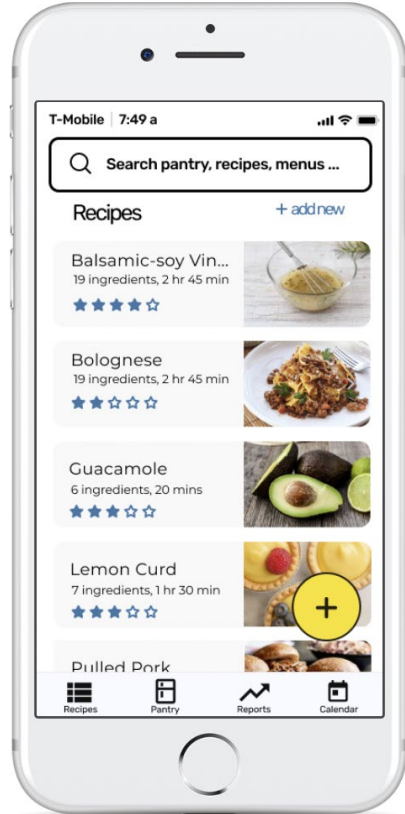 T-Mobile 7:49 a
Search pantry, recipes, menus ...
Recipes + add new
Balsamic-soy Vin...
19 ingredients, 2 hr 45 min
Bolognese
19 ingredients, 2 hr 45 min
Guacamole
6 ingredients, 20 mins
Lemon Curd
7 ingredients, 1 hr 30 min
+
Pulled Pork
Recipes Pantry Reports Calendar